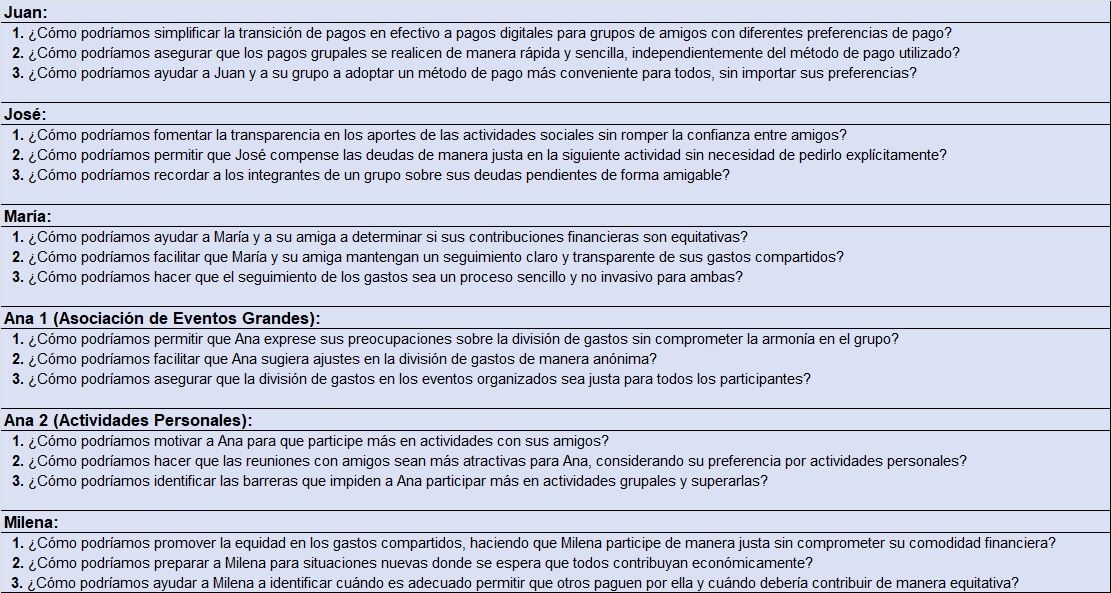 Juan:
1. ¿Cómo podríamos simplificar la transición de pagos en efectivo a pagos digitales para grupos de amigos con diferentes preferencias de pago?
2. ¿Cómo podríamos asegurar que los pagos grupales se realicen de manera rápida y sencilla, independientemente del método de pago utilizado?
3. ¿Cómo podríamos ayudar a Juan y a su grupo a adoptar un método de pago más conveniente para todos, sin importar sus preferencias?
José:
1. ¿Cómo podríamos fomentar la transparencia en los aportes de las actividades sociales sin romper la confianza entre amigos?
2. ¿Cómo podríamos permitir que José compense las deudas de manera justa en la siguiente actividad sin necesidad de pedirlo explícitamente?
3. ¿Cómo podríamos recordar a los integrantes de un grupo sobre sus deudas pendientes de forma amigable?
María:
1. ¿Cómo podríamos ayudar a María y a su amiga a determinar si sus contribuciones financieras son equitativas?
2. ¿Cómo podríamos facilitar que María y su amiga mantengan un seguimiento claro y transparente de sus gastos compartidos?
3. ¿Cómo podríamos hacer que el seguimiento de los gastos sea un proceso sencillo y no invasivo para ambas?
Ana 1 (Asociación de Eventos Grandes):
1. ¿Cómo podríamos permitir que Ana exprese sus preocupaciones sobre la división de gastos sin comprometer la armonía en el grupo?
2. ¿Cómo podríamos facilitar que Ana sugiera ajustes en la división de gastos de manera anónima?
3. ¿Cómo podríamos asegurar que la división de gastos en los eventos organizados sea justa para todos los participantes?
Ana 2 (Actividades Personales):
1. ¿Cómo podríamos motivar a Ana para que participe más en actividades con sus amigos?
2. ¿Cómo podríamos hacer que las reuniones con amigos sean más atractivas para Ana, considerando su preferencia por actividades personales?
3. ¿Cómo podríamos identificar las barreras que impiden a Ana participar más en actividades grupales y superarlas?
Milena:
1. ¿Cómo podríamos promover la equidad en los gastos compartidos, haciendo que Milena participe de manera justa sin comprometer su comodidad financiera?
2. ¿Cómo podríamos preparar a Milena para situaciones nuevas donde se espera que todos contribuyan económicamente?
3. ¿Cómo podríamos ayudar a Milena a identificar cuándo es adecuado permitir que otros paguen por ella y cuándo debería contribuir de manera equitativa?